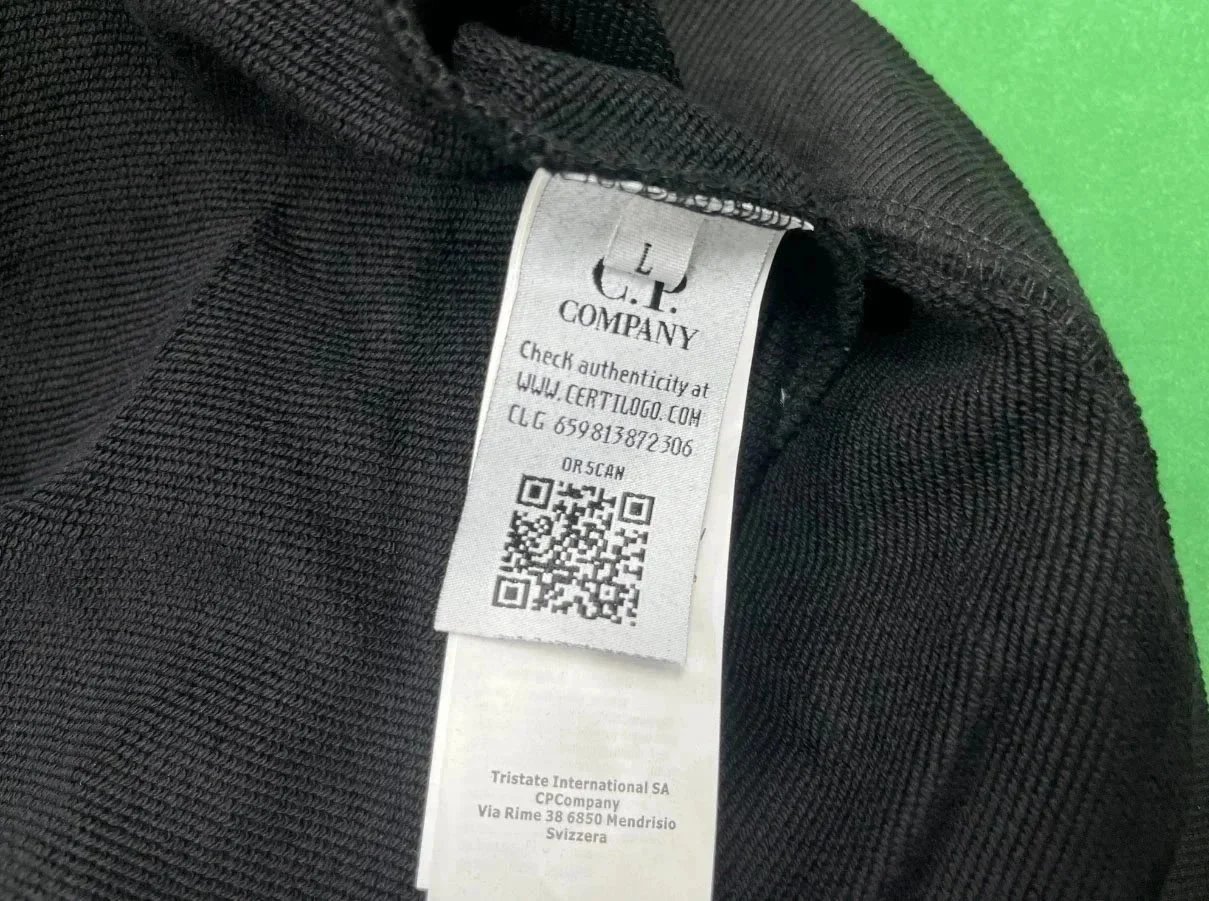 L
C.P.
COMPANY
Check authenticity at
WWW.CERTILOGO.COM
CLG 659813872306
OR SCAN
Tristate International SA
CPCompany
Via Rime 38 6850 Mendrisio
Svizzera